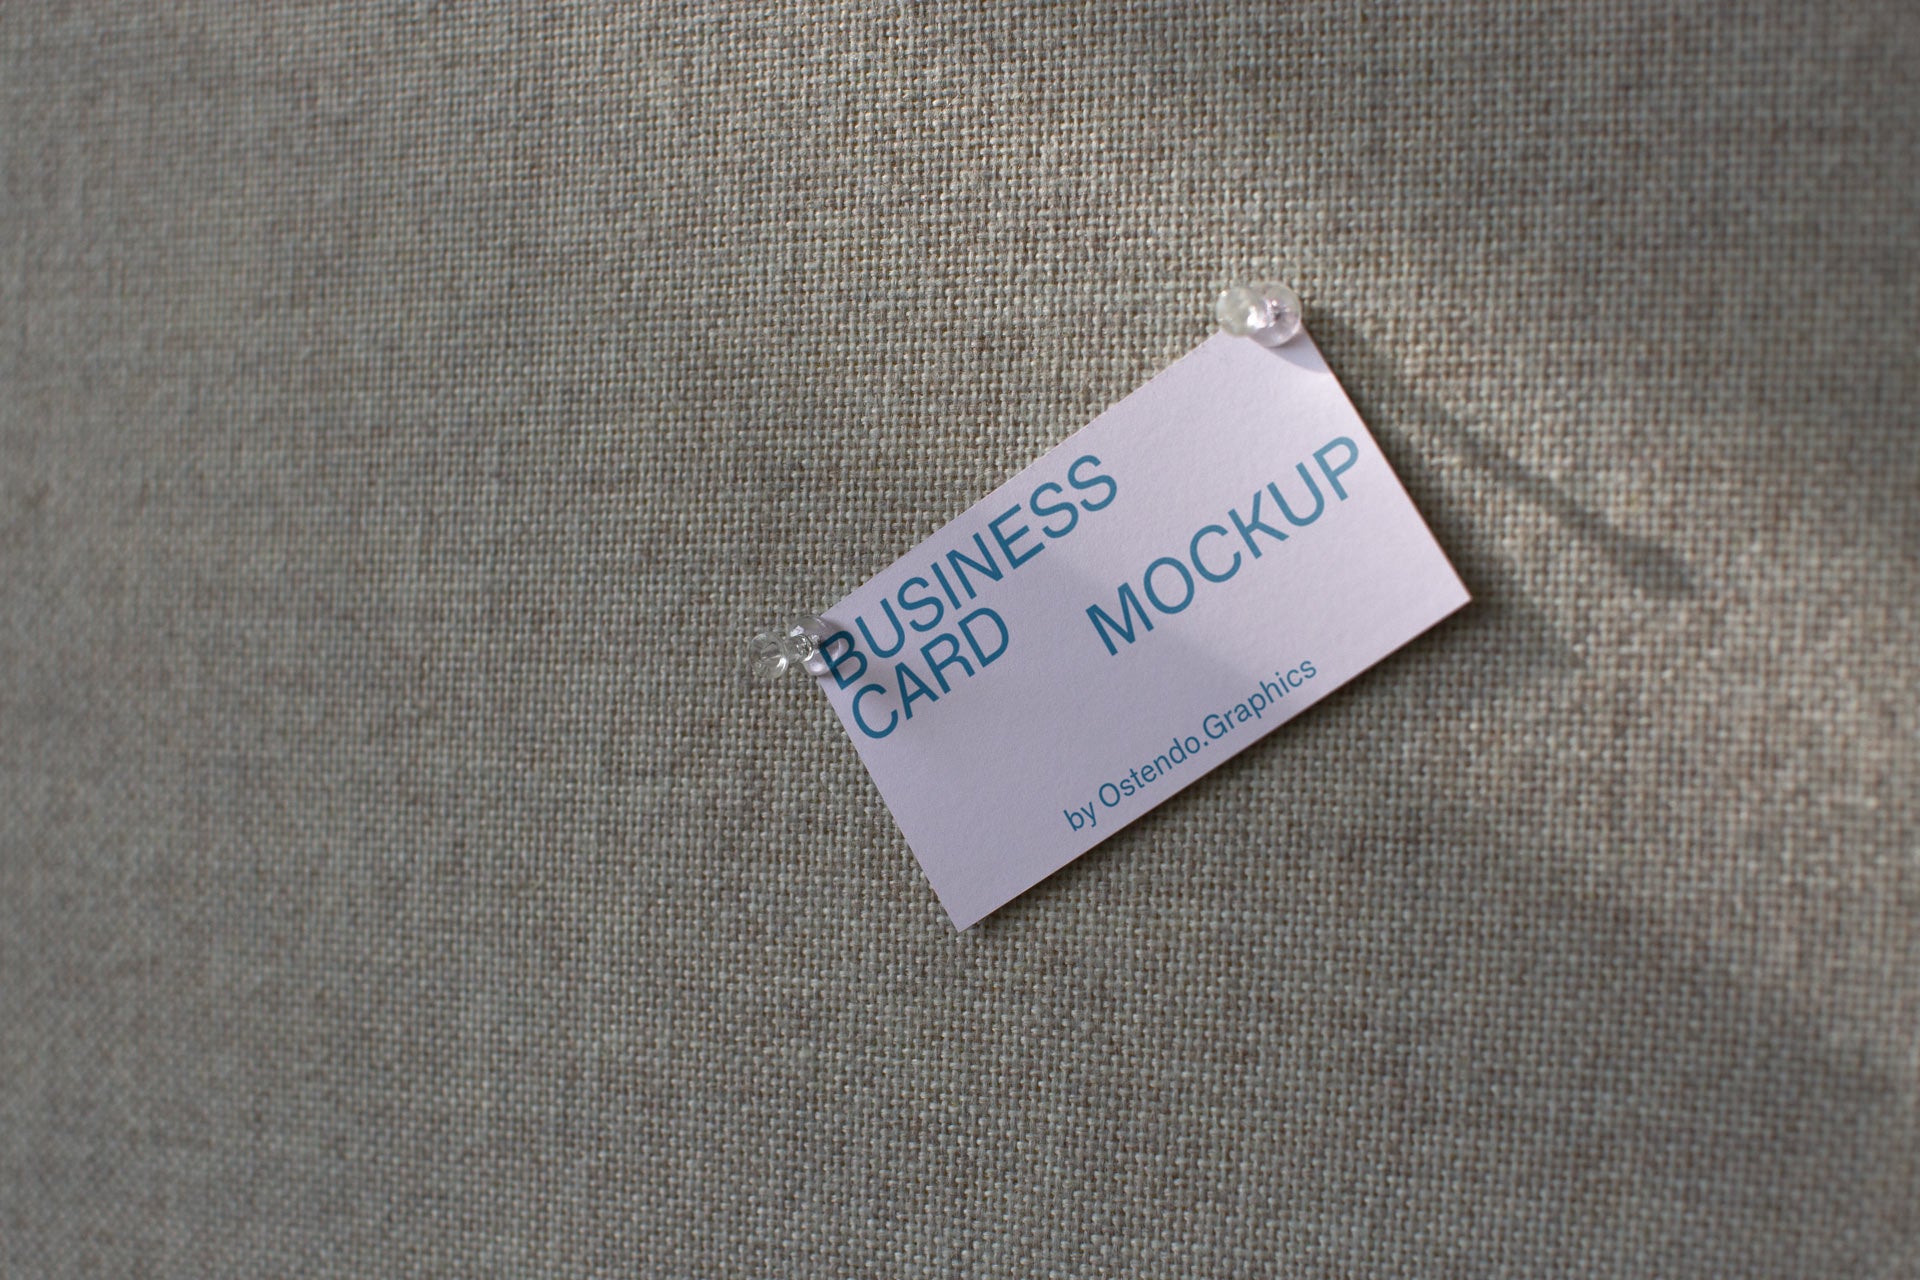 BUSINESS
CARD MOCKUP
by Ostendo.Graphics